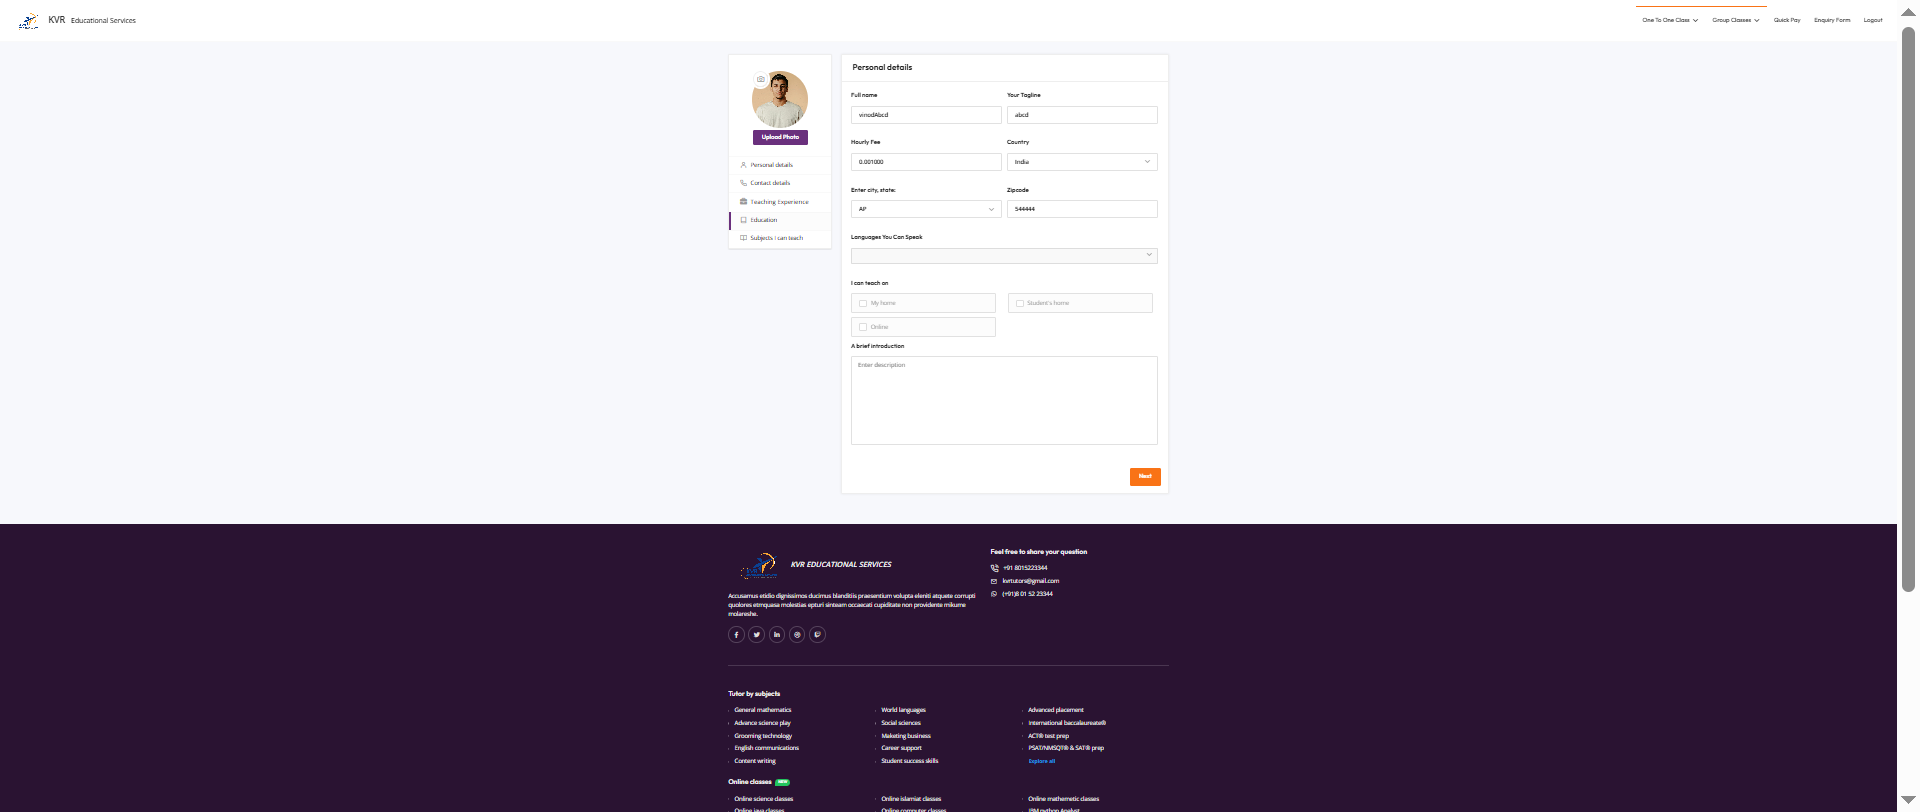 KVR Educational Services
One To One Class
Group Classes
Quick Pay
Enquiry Form
Logout
Upload Photo
Personal details
Contact details
Teaching Experience
Education
Subjects I can teach
Personal details
Full name
Your Tagline
vinodAbcd
abcd
Hourly Fee
Country
0.001000
India
Enter city, state:
Zipcode
AP
544444
Languages You Can Speak
I can teach on
My home
Student's home
Online
A brief introduction
Enter description
Next
KVR EDUCATIONAL SERVICES
Accusamus etidio dignissimos ducimus blanditiis praesentium volupta eleniti atquete corrupti
quolores etmquasa molestias epturi sinteam occaecati cupiditate non providente mikume
molareshe.
Feel free to share your question
+91 8015223344
kvrtutors@gmail.com
(+91)8 01 52 23344
Tutor by subjects
General mathematics
World languages
Advanced placement
Advance science play
Social sciences
International baccalaureate®
Grooming technology
Maketing business
ACT® test prep
English communications
Career support
PSAT/NMSQT® & SAT® prep
Content writing
Student success skills
Explore all
Online classes NEW
Online science classes
Online islamiat classes
Online mathemetic classes
Online java classes
Online computer classes
IBM python Analyst